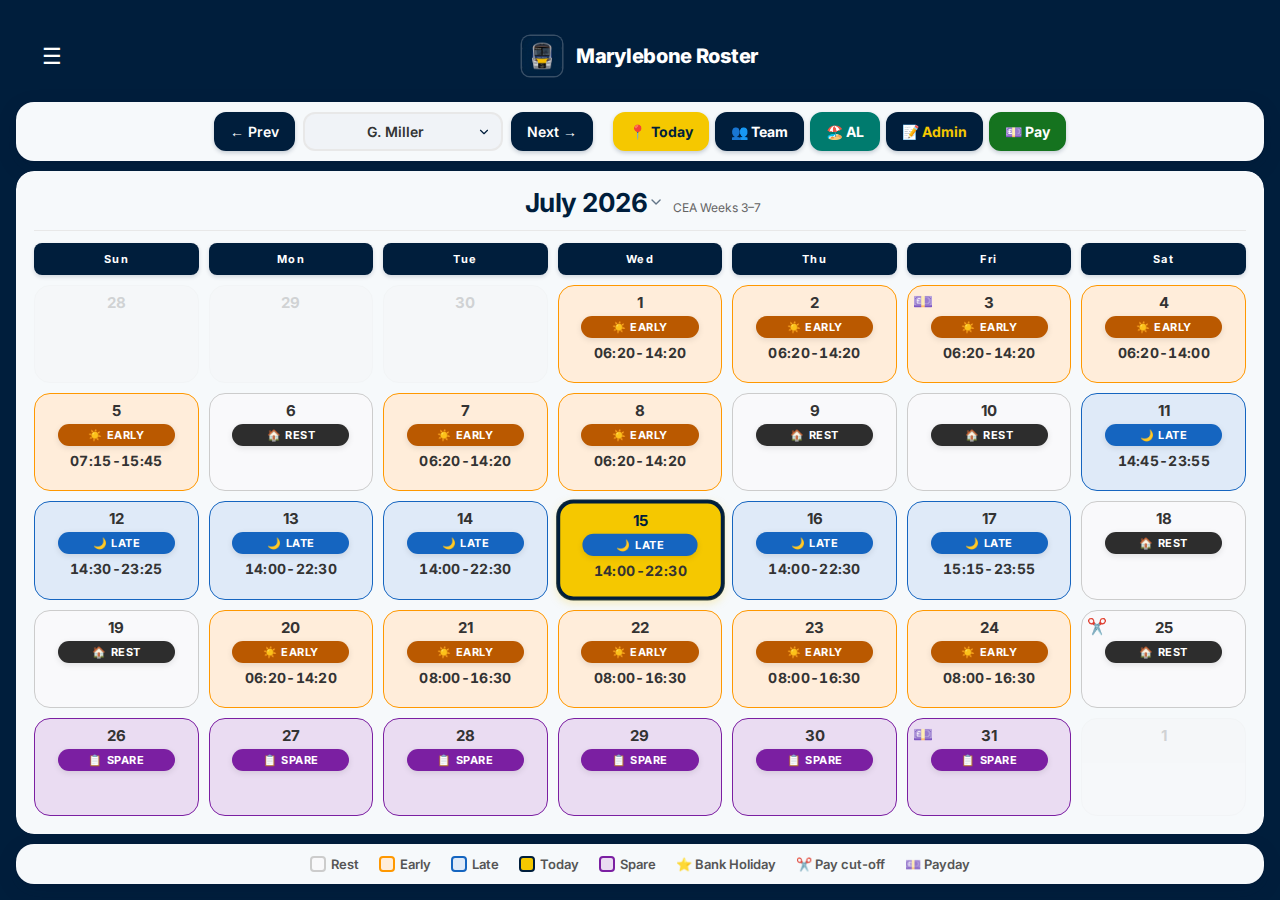 ☰ Marylebone Roster
← Prev G. Miller Next → 📍 Today 👥 Team 🏖️ AL 📝 Admin 💷 Pay
July 2026 CEA Weeks 3–7
Sun Mon Tue Wed Thu Fri Sat
28 29 30 1 2 💷 3 4
☀️ EARLY ☀️ EARLY ☀️ EARLY ☀️ EARLY
06:20-14:20 06:20-14:20 06:20-14:20 06:20-14:00
5 6 7 8 9 10 11
☀️ EARLY 🏠 REST ☀️ EARLY ☀️ EARLY 🏠 REST 🏠 REST 🌙 LATE
07:15-15:45 06:20-14:20 06:20-14:20 14:45-23:55
12 13 14 15 16 17 18
🌙 LATE 🌙 LATE 🌙 LATE 🌙 LATE 🌙 LATE 🌙 LATE 🏠 REST
14:30-23:25 14:00-22:30 14:00-22:30 14:00-22:30 14:00-22:30 15:15-23:55
19 20 21 22 23 24 ✂️ 25
🏠 REST ☀️ EARLY ☀️ EARLY ☀️ EARLY ☀️ EARLY ☀️ EARLY 🏠 REST
06:20-14:20 08:00-16:30 08:00-16:30 08:00-16:30 08:00-16:30
26 27 28 29 30 💷 31 1
📋 SPARE 📋 SPARE 📋 SPARE 📋 SPARE 📋 SPARE 📋 SPARE
Rest Early Late Today Spare ⭐ Bank Holiday ✂️ Pay cut-off 💷 Payday